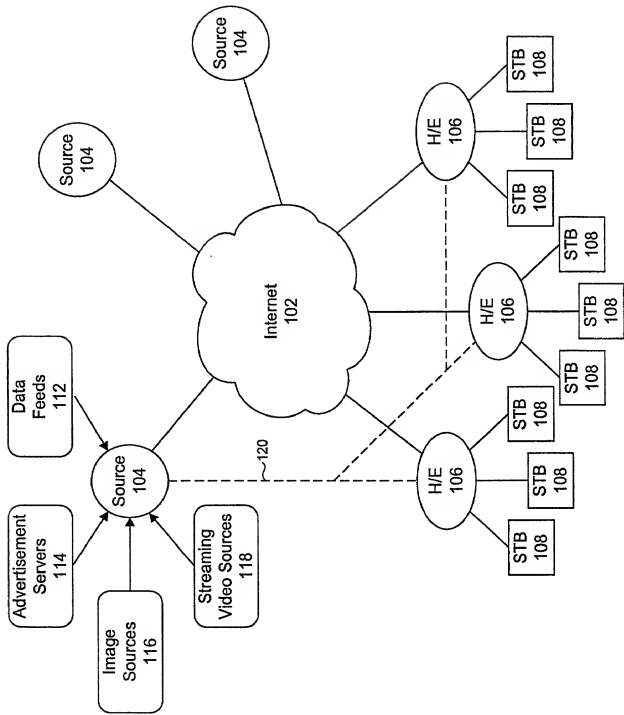 Source
104
Source
104
Data
Feeds
112
Advertisement
Servers
114
Image
Sources
116
Streaming
Video Sources
118
Source
104
Internet
102
120
H/E
106
H/E
106
H/E
106
STB
108
STB
108
STB
108
STB
108
STB
108
STB
108
STB
108
STB
108
STB
108